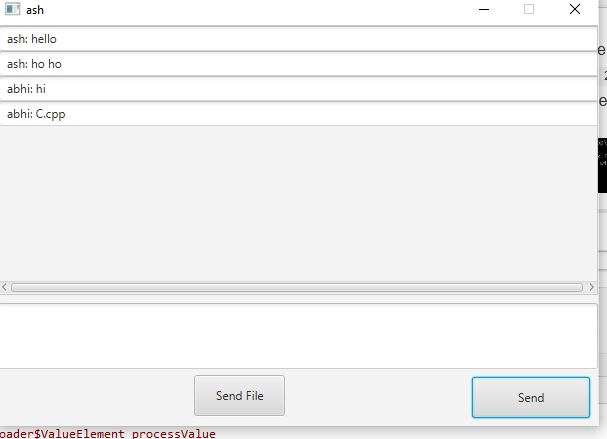 ash
ash: hello
ash: ho ho
abhi: hi
abhi: C.cpp
Send File
Send
oader$ValueElement processValue